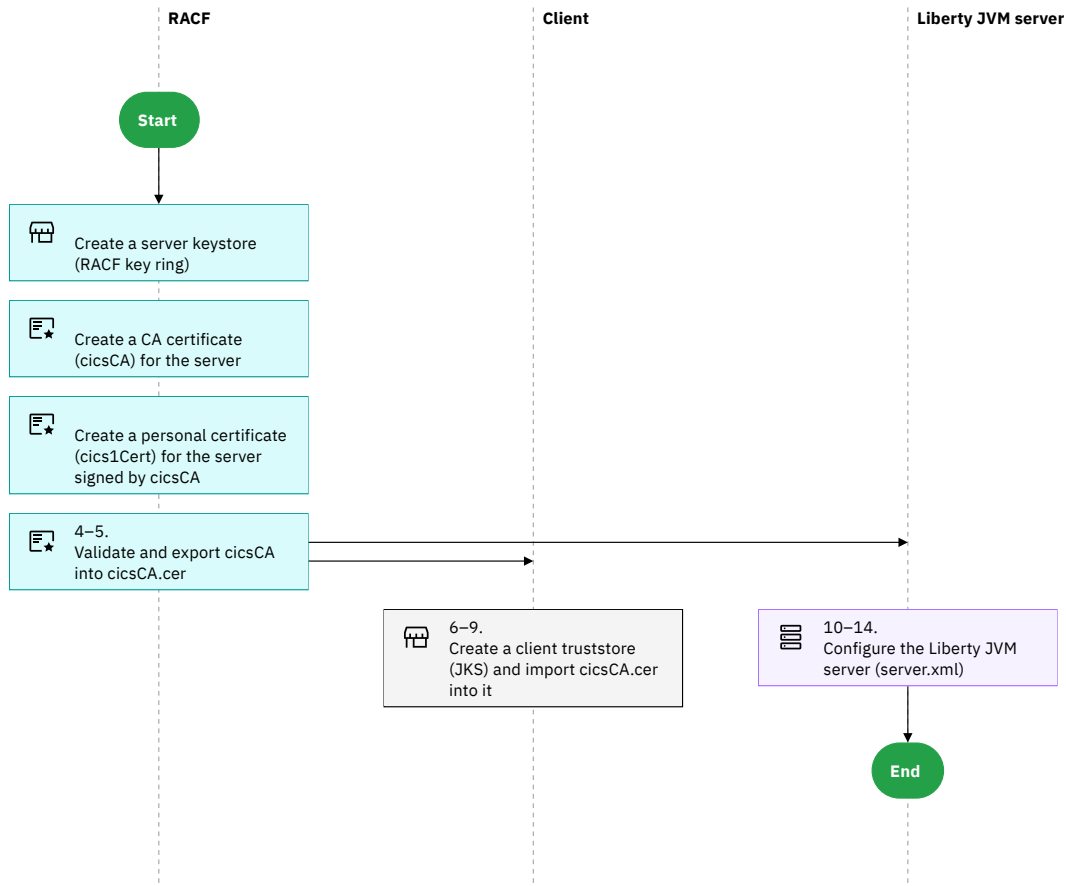 RACF
Client
Liberty JVM server
Start
Create a server keystore
(RACF key ring)
Create a CA certificate
(cicsCA) for the server
Create a personal certificate
(cics1Cert) for the server
signed by cicsCA
4–5.
Validate and export cicsCA
into cicsCA.cer
6–9.
Create a client truststore
(JKS) and import cicsCA.cer
into it
10–14.
Configure the Liberty JVM
server (server.xml)
End